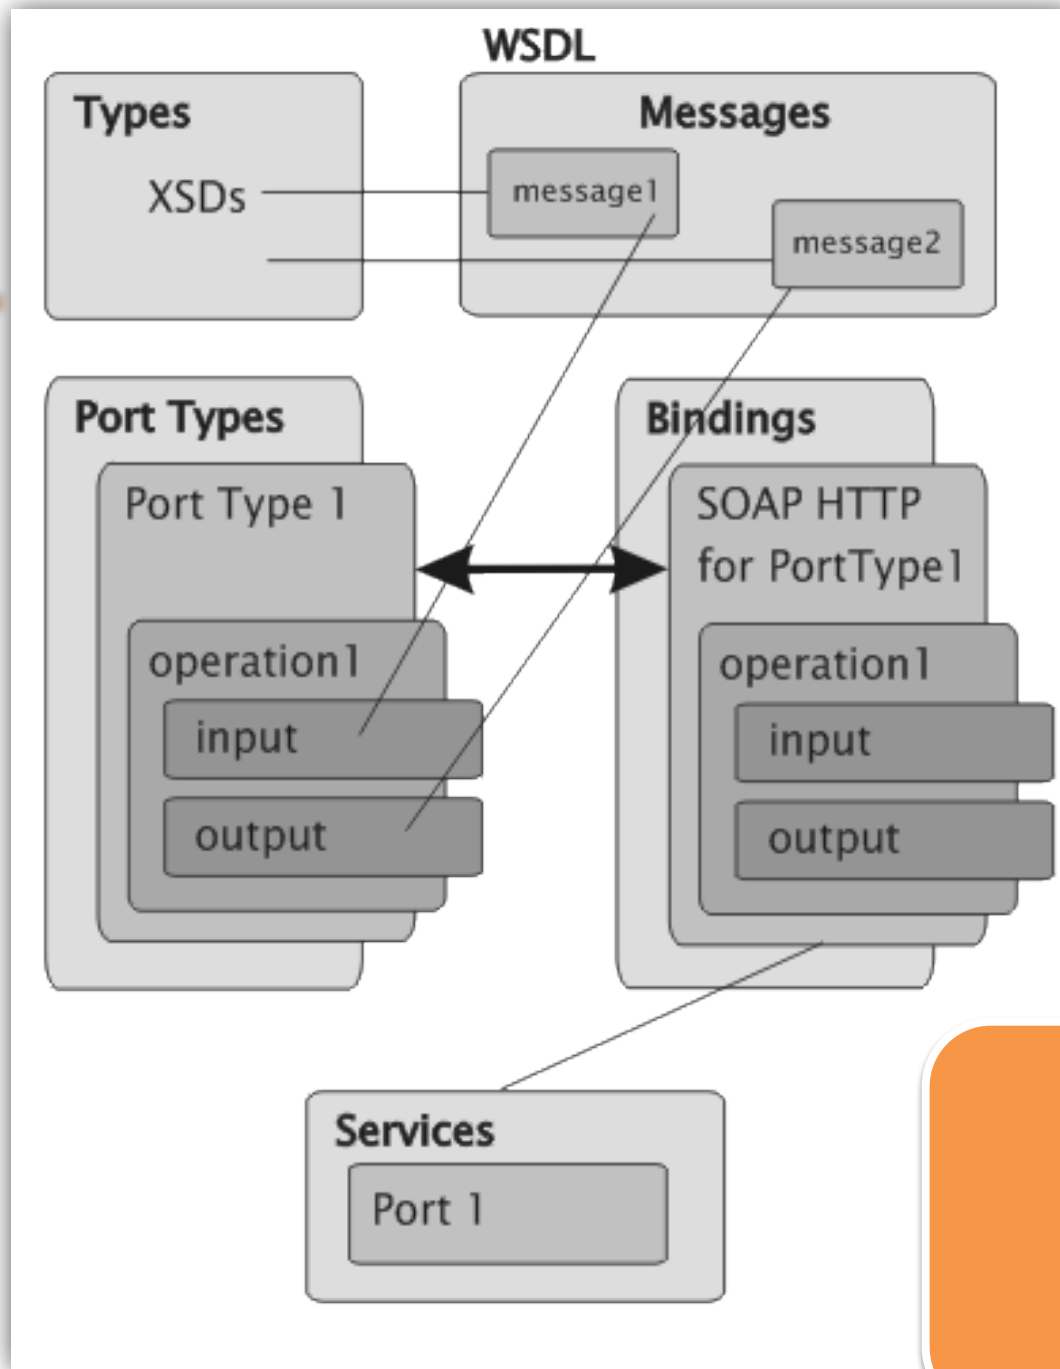 WSDL
Types
XSDs
Messages
message1
message2
Port Types
Port Type 1
operation1
input
output
Bindings
SOAP HTTP
for PortType1
operation1
input
output
Services
Port 1